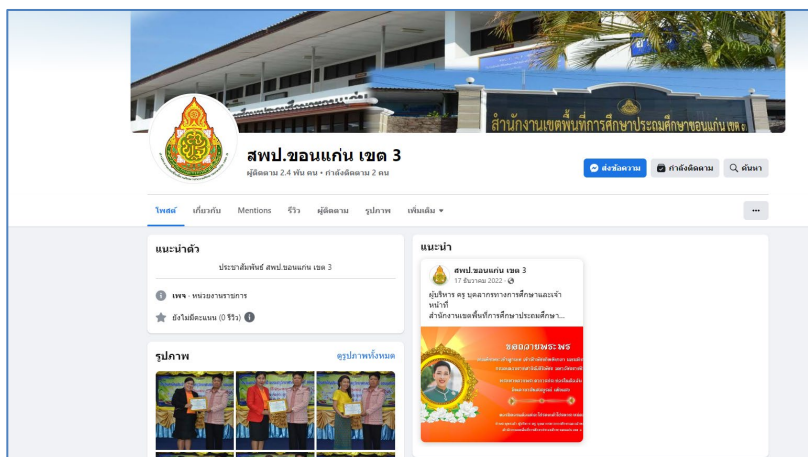 สำนักงานเขตพื้นที่การศึกษาประถมศึกษาขอนแก่น เขต ๓
สพป.ขอนแก่น เขต 3
ผู้ติดตาม 2.4 พัน คน • กำลังติดตาม 2 คน
ส่งข้อความ
กำลังติดตาม
ค้นหา
โพสต์ เกี่ยวกับ Mentions รีวิว ผู้ติดตาม รูปภาพ เพิ่มเติม
แนะนำตัว
ประชาสัมพันธ์ สพป.ขอนแก่น เขต 3
เพจ · หน่วยงานราชการ
ยังไม่มีคะแนน (0 รีวิว)
รูปภาพ
ดูรูปภาพทั้งหมด
แนะนำ
สพป.ขอนแก่น เขต 3
17 ธันวาคม 2022
ผู้บริหาร ครู บุคลากรทางการศึกษาและเจ้า
หน้าที่
สำนักงานเขตพื้นที่การศึกษาประถมศึกษา...
ขอถวายพระพร